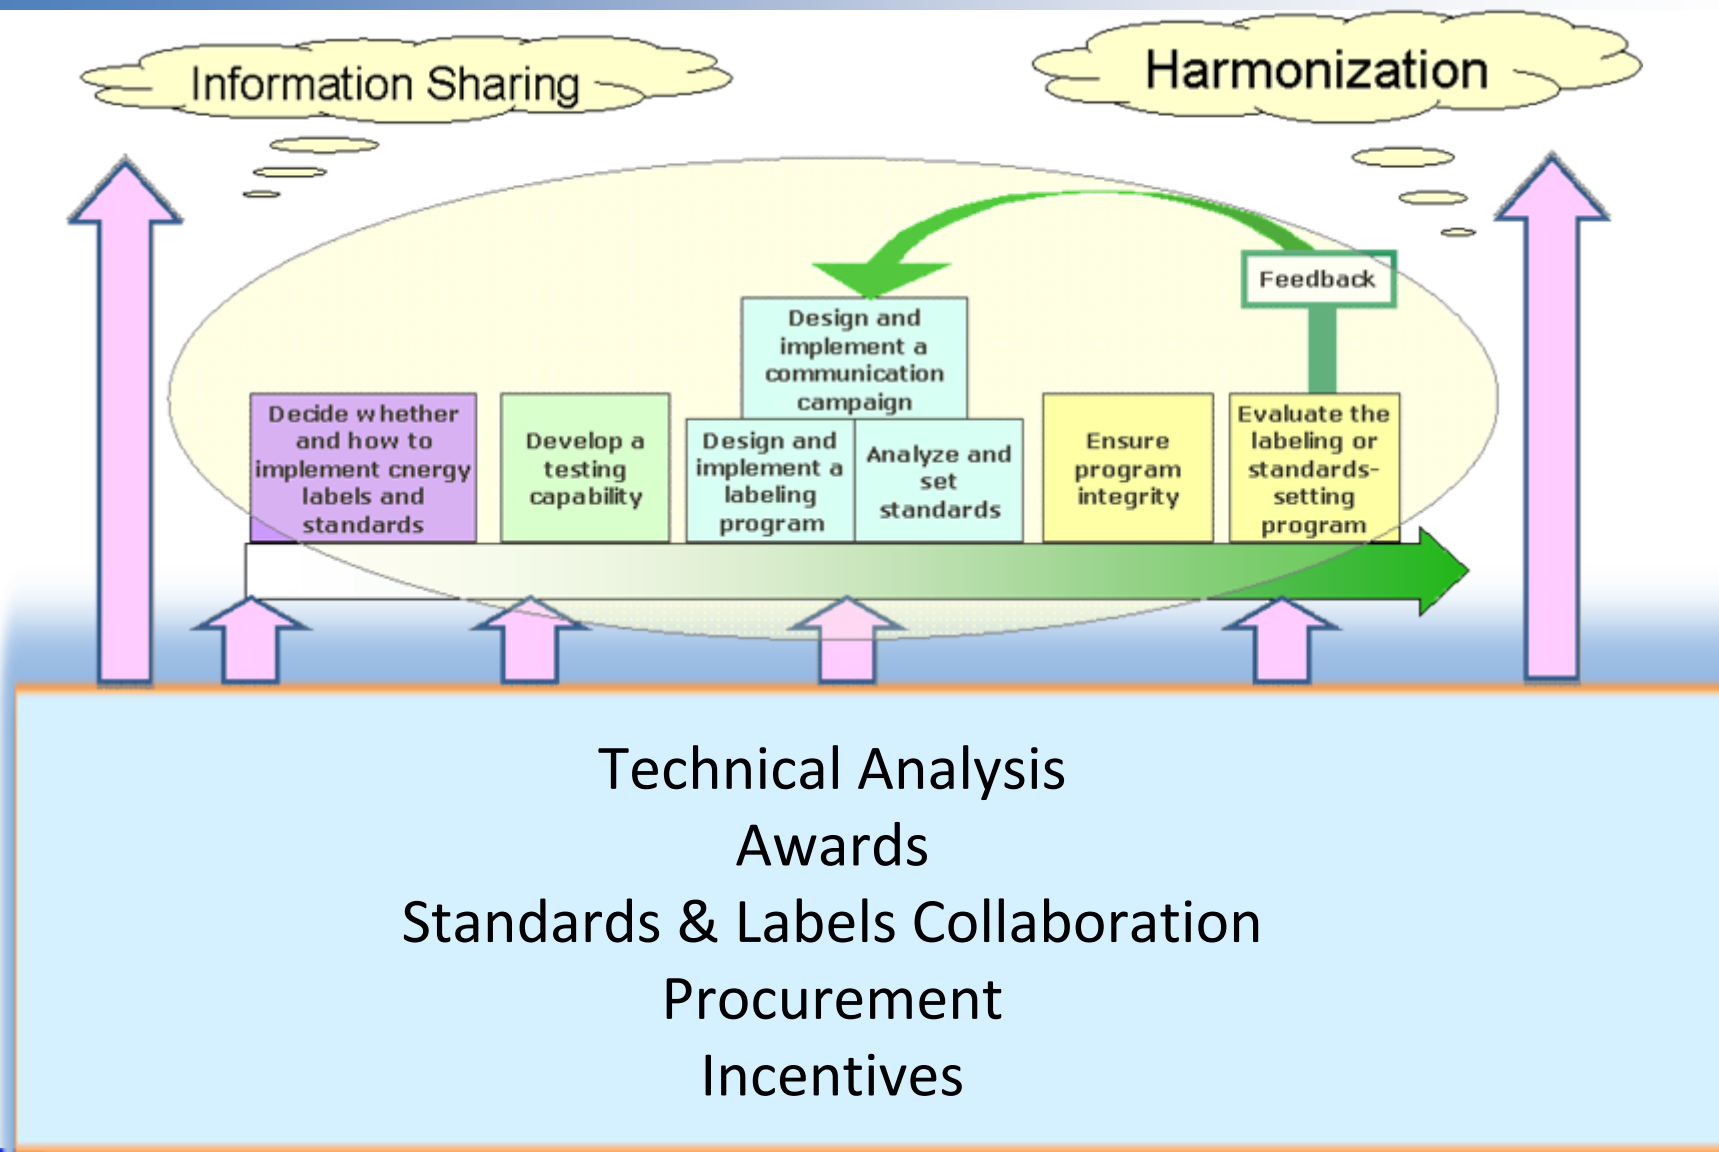 Information Sharing
Harmonization
Feedback
Design and
implement a
communication
campaign
Decide whether
and how to
implement cnergy
labels and
standards
Develop a
testing
capability
Design and
implement a
labeling
program
Analyze and
set
standards
Ensure
program
integrity
Evaluate the
labeling or
standards-
setting
program
Technical Analysis
Awards
Standards & Labels Collaboration
Procurement
Incentives